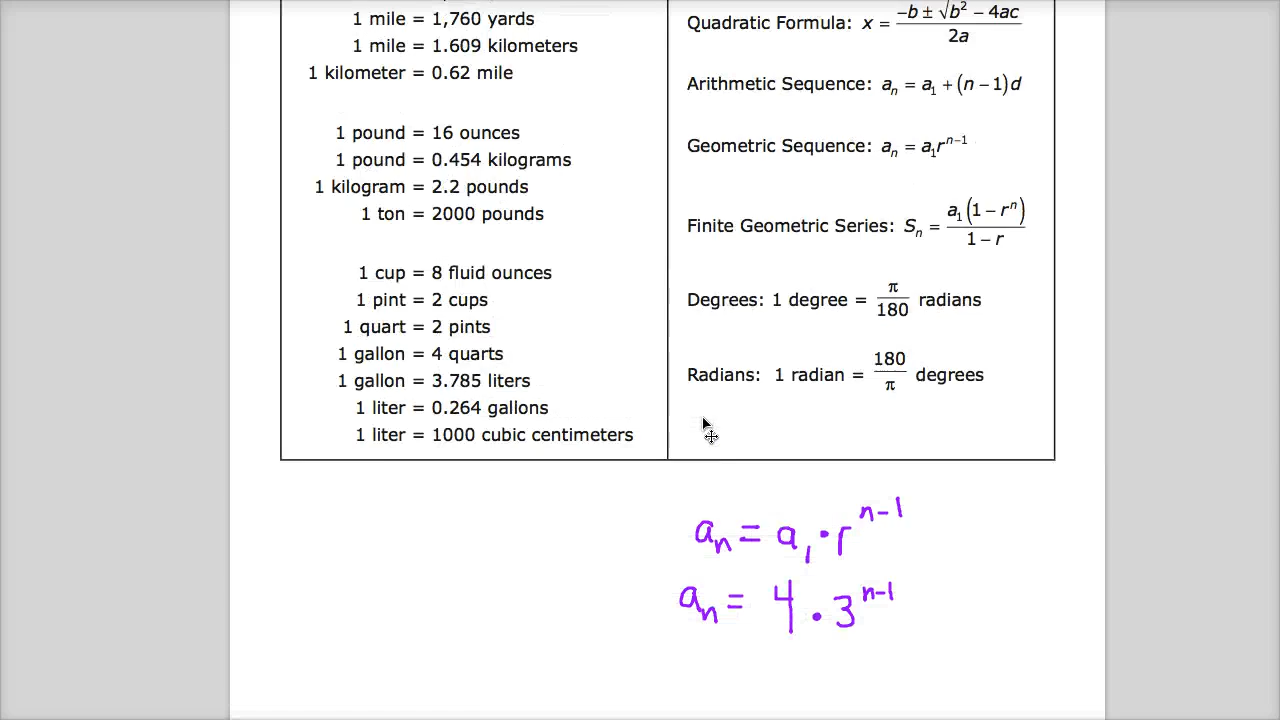 1 mile = 1,760 yards
1 mile = 1.609 kilometers
1 kilometer = 0.62 mile
1 pound = 16 ounces
1 pound = 0.454 kilograms
1 kilogram = 2.2 pounds
1 ton = 2000 pounds
1 cup = 8 fluid ounces
1 pint = 2 cups
1 quart = 2 pints
1 gallon = 4 quarts
1 gallon = 3.785 liters
1 liter = 0.264 gallons
1 liter = 1000 cubic centimeters
Quadratic Formula: x = (−b ± √(b² − 4ac))/(2a)
Arithmetic Sequence: aₙ = a₁ + (n − 1)d
Geometric Sequence: aₙ = a₁rⁿ⁻¹
Finite Geometric Series: Sₙ = a₁(1 − rⁿ)/(1 − r)
Degrees: 1 degree = π/180 radians
Radians: 1 radian = 180/π degrees
aₙ = a₁ · rⁿ⁻¹
aₙ = 4 · 3ⁿ⁻¹